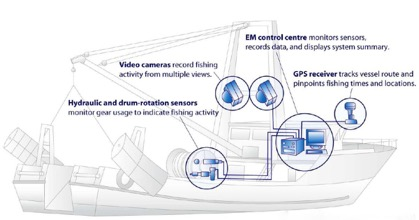 EM control centre monitors sensors,
records data, and displays system summary.
Video cameras record fishing
activity from multiple views.
GPS receiver tracks vessel route and
pinpoints fishing times and locations.
Hydraulic and drum-rotation sensors
monitor gear usage to indicate fishing activity